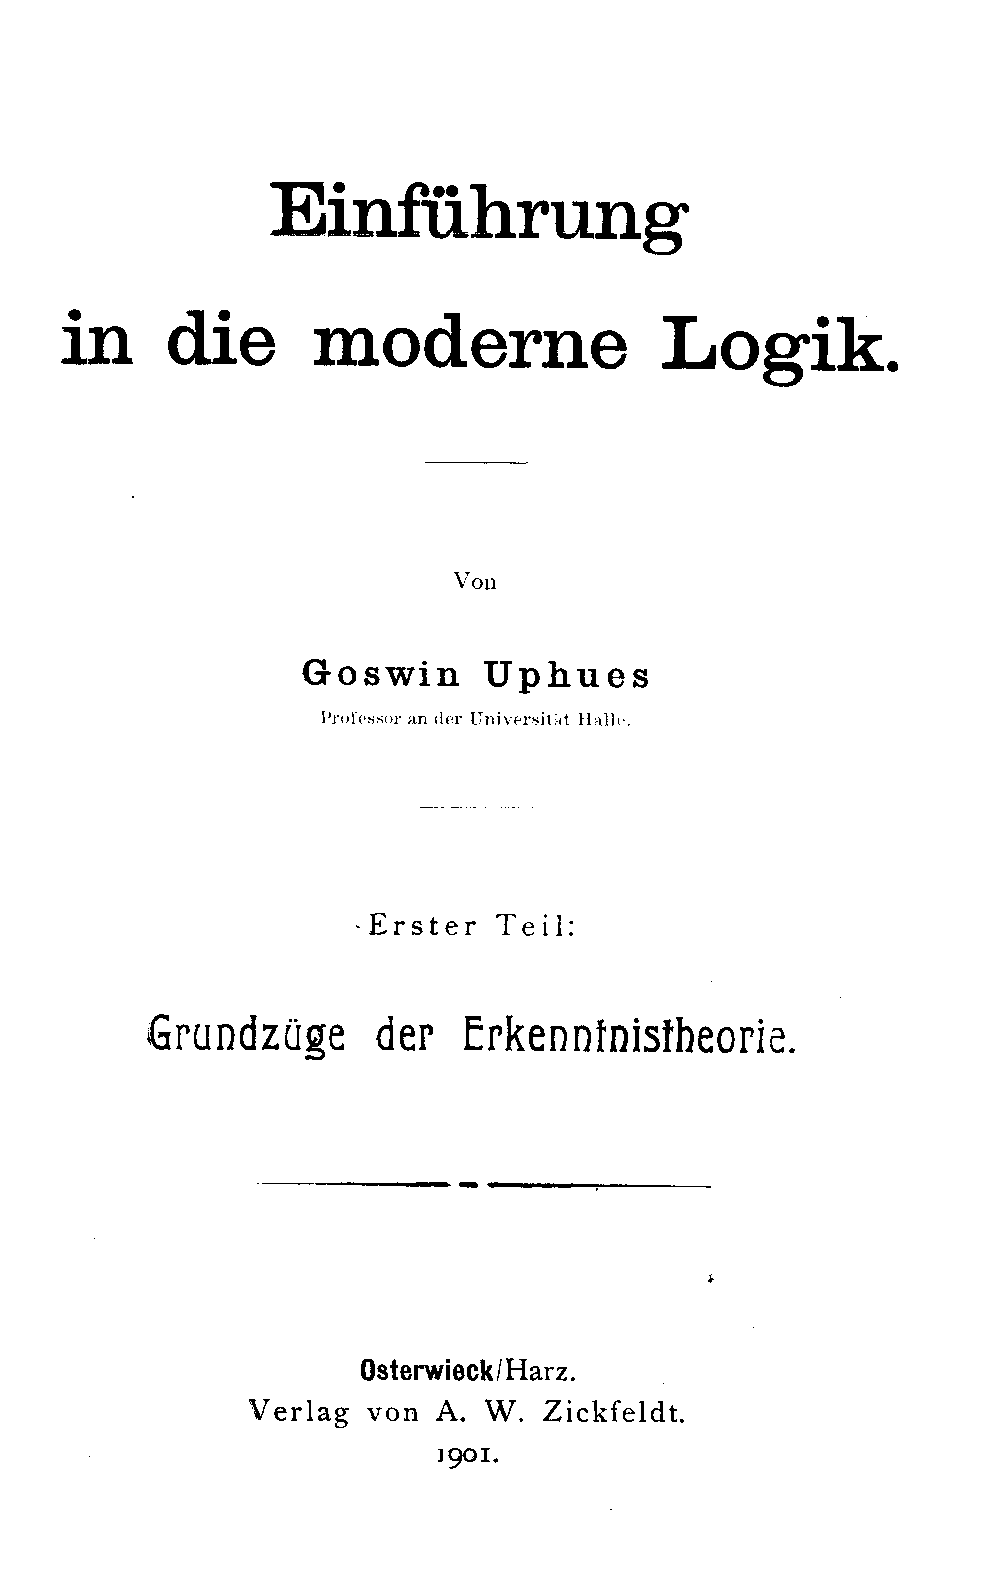 Einführung
in die moderne Logik.
Von
Goswin Uphues
Professor an der Universität Halle.
Erster Teil:
Grundzüge der Erkenntnistheorie.
Osterwieck/Harz.
Verlag von A. W. Zickfeldt.
1901.